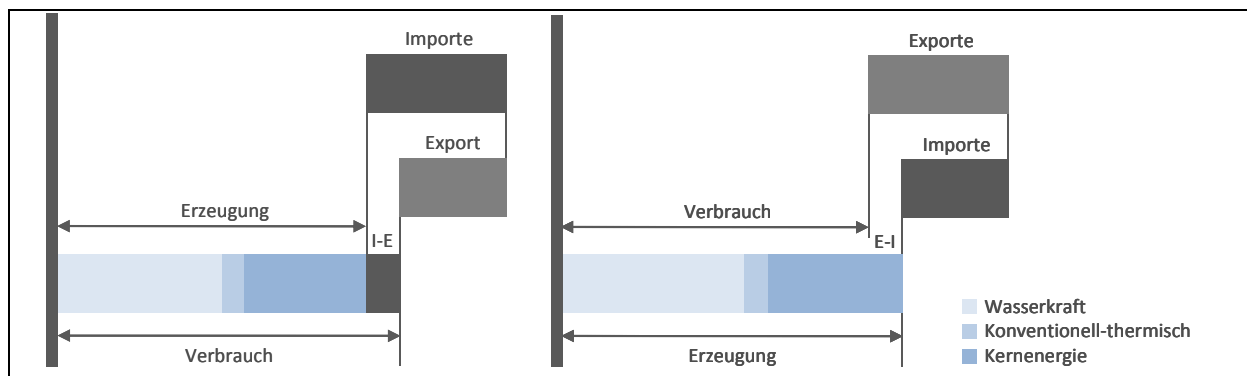 Importe
Export
Erzeugung
I-E
Verbrauch
Exporte
Importe
Verbrauch
E-I
Erzeugung
Wasserkraft
Konventionell-thermisch
Kernenergie